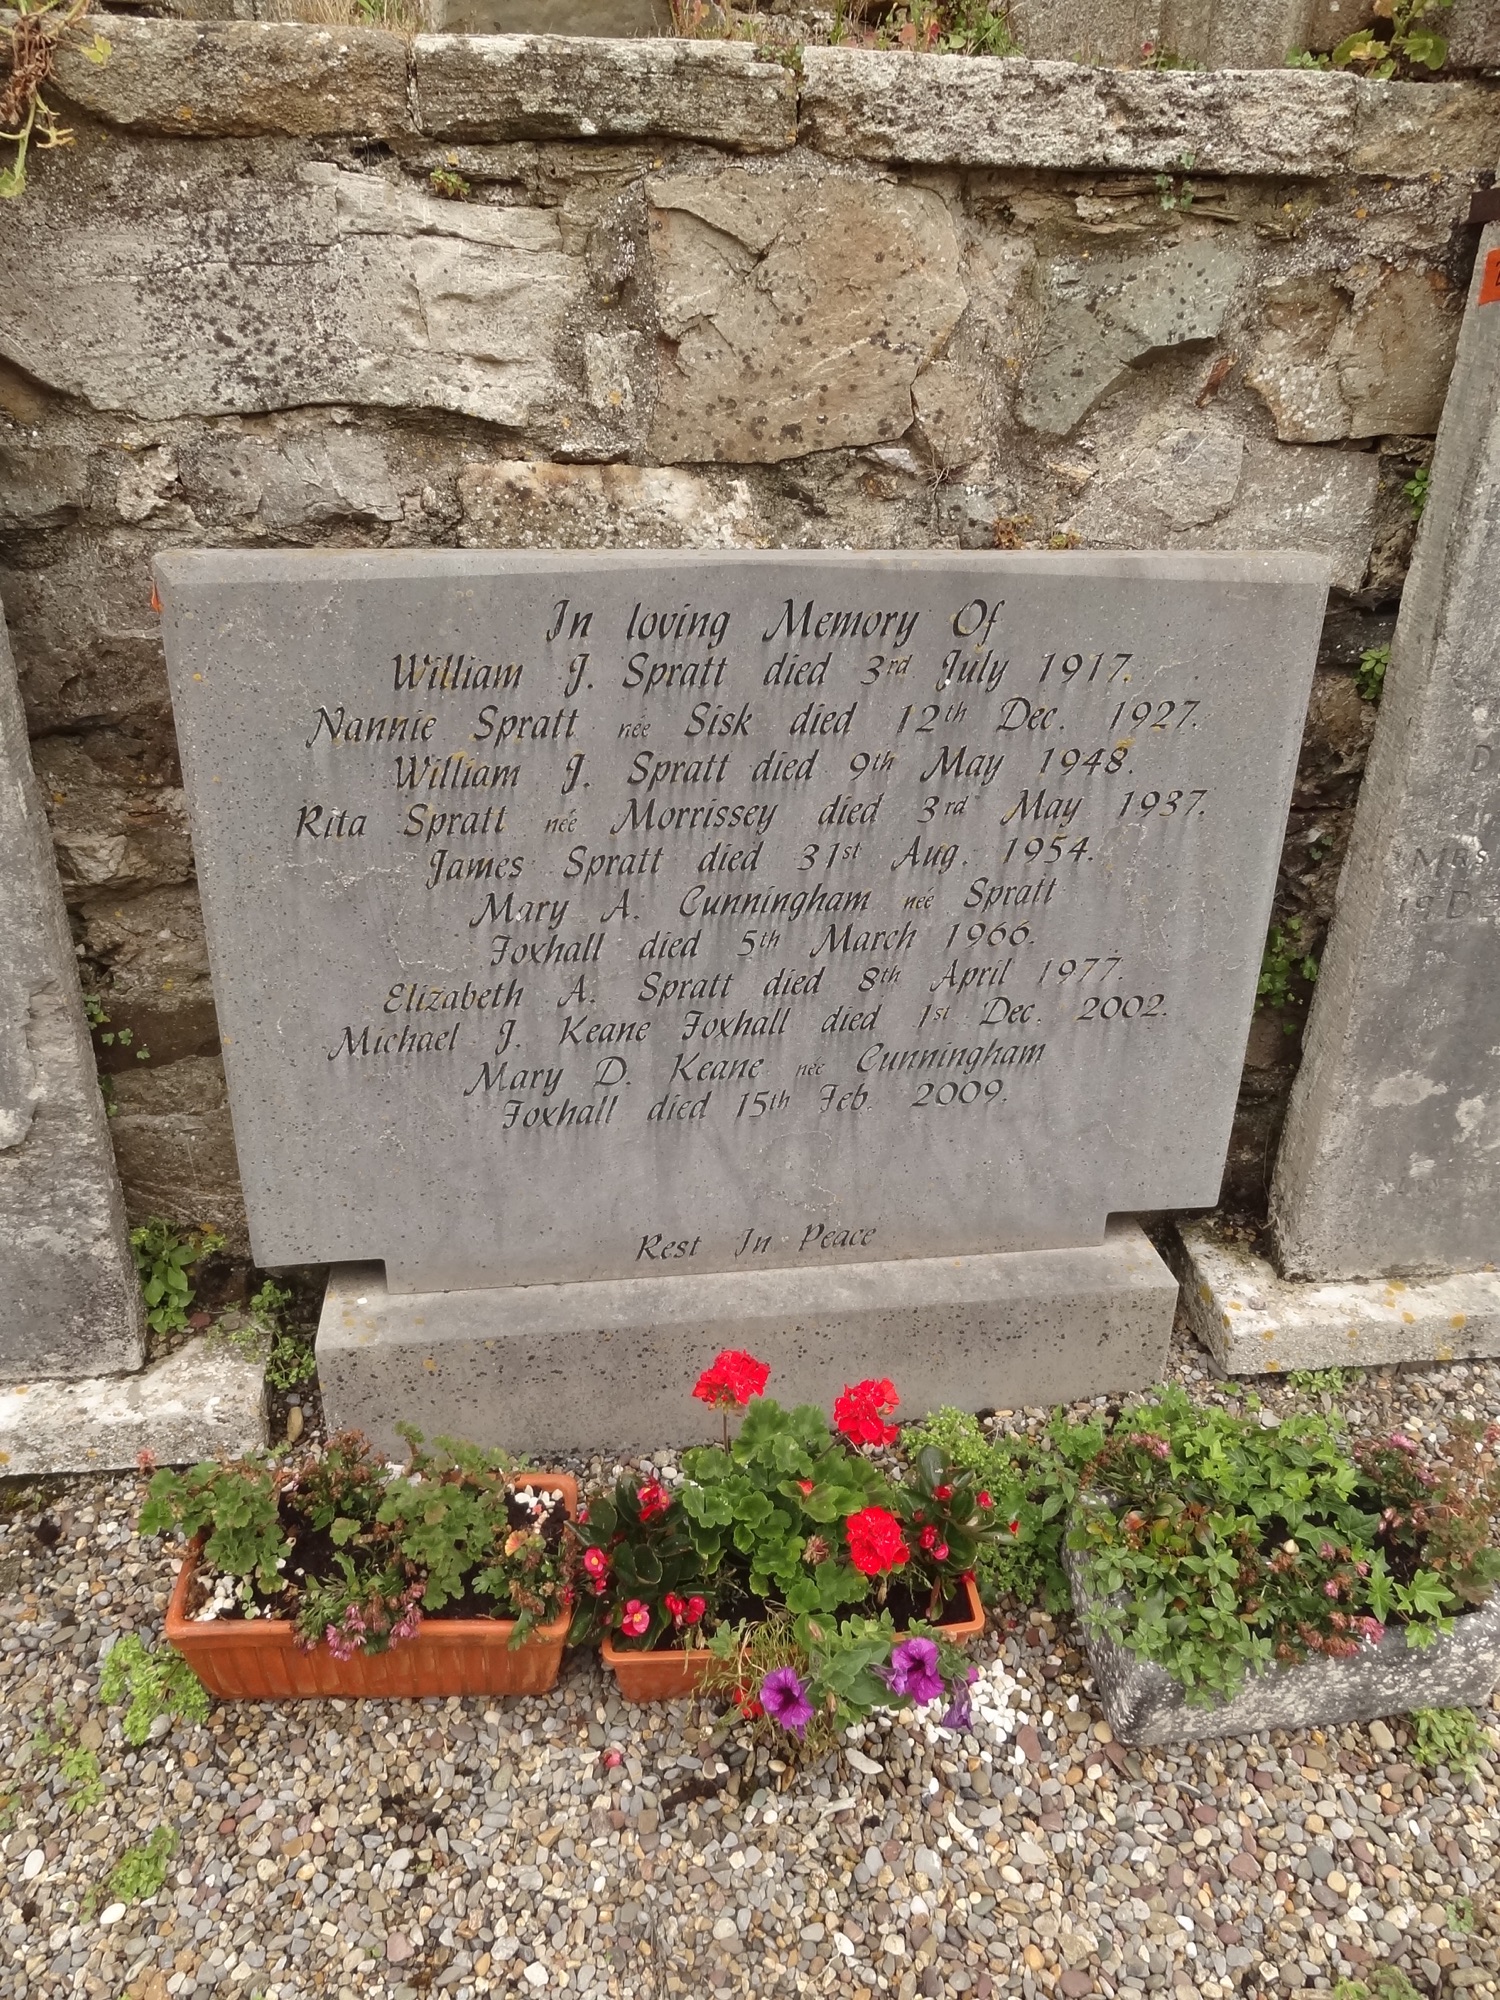 In loving Memory Of
William J. Spratt died 3rd July 1917.
Nannie Spratt née Sisk died 12th Dec. 1927.
William J. Spratt died 9th May 1948.
Rita Spratt née Morrissey died 3rd May 1937.
James Spratt died 31st Aug. 1954.
Mary A. Cunningham née Spratt
Foxhall died 5th March 1966.
Elizabeth A. Spratt died 8th April 1977.
Michael J. Keane Foxhall died 1st Dec. 2002.
Mary D. Keane née Cunningham
Foxhall died 15th Feb. 2009.
Rest In Peace
MRS